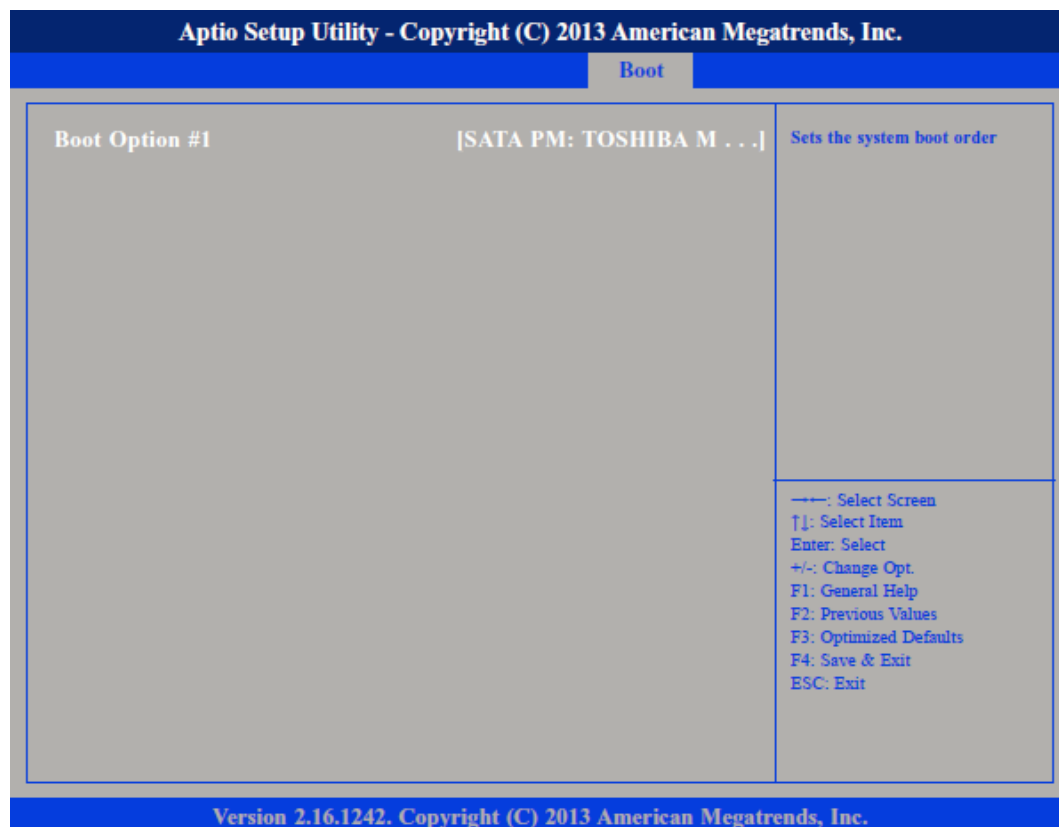 Aptio Setup Utility - Copyright (C) 2013 American Megatrends, Inc.
Boot
Boot Option #1 [SATA PM: TOSHIBA M . . .]
Sets the system boot order
→←: Select Screen
↑↓: Select Item
Enter: Select
+/-: Change Opt.
F1: General Help
F2: Previous Values
F3: Optimized Defaults
F4: Save & Exit
ESC: Exit
Version 2.16.1242. Copyright (C) 2013 American Megatrends, Inc.